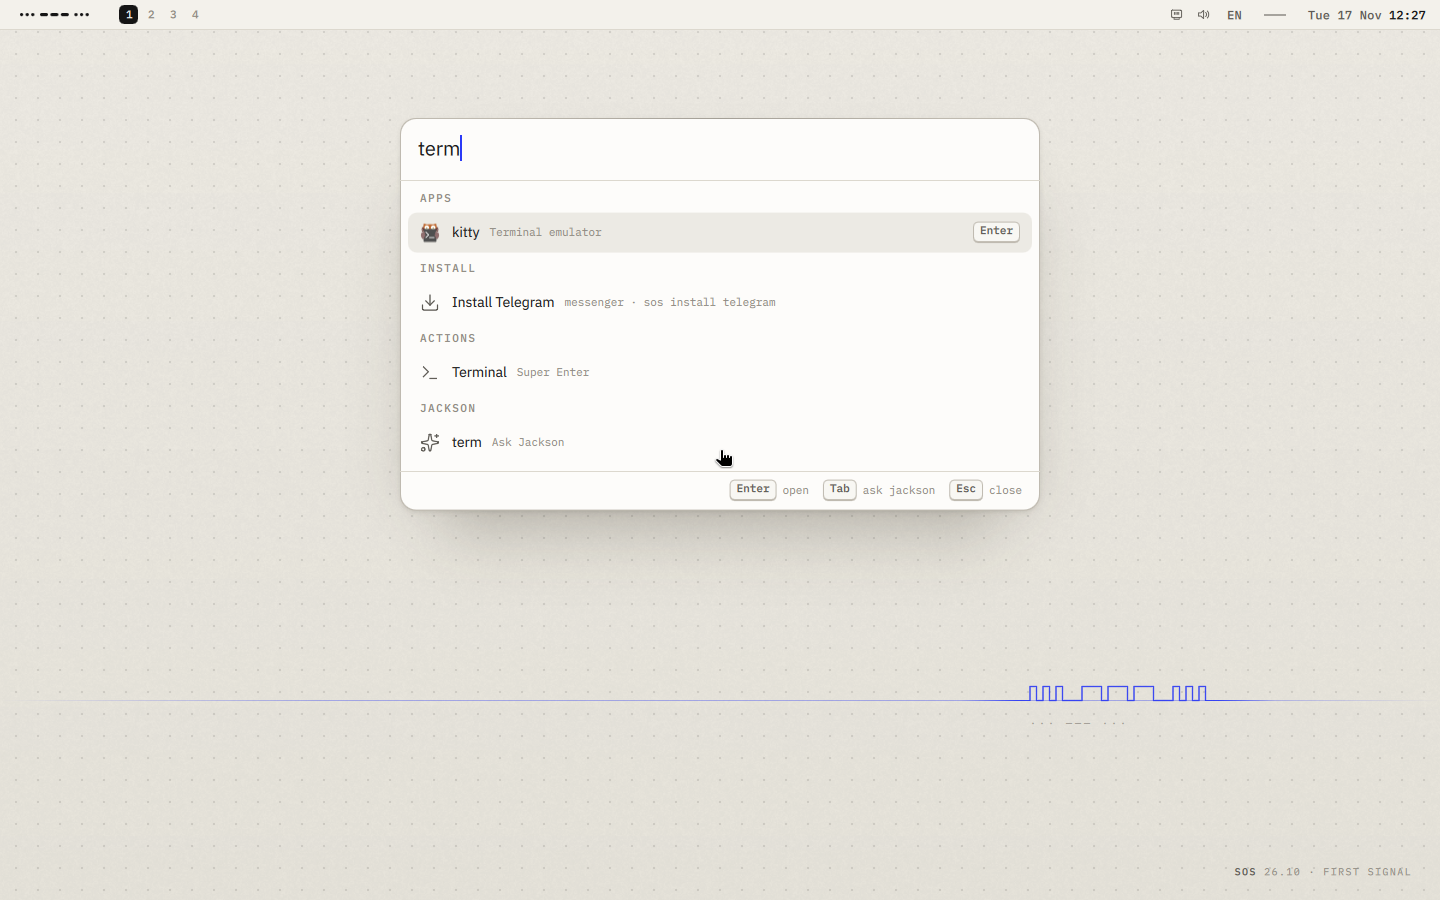 1 2 3 4
EN
Tue 17 Nov 12:27
term
APPS
kitty Terminal emulator Enter
INSTALL
Install Telegram messenger · sos install telegram
ACTIONS
Terminal Super Enter
JACKSON
term Ask Jackson
Enter open Tab ask jackson Esc close
··· ――― ···
SOS 26.10 · FIRST SIGNAL